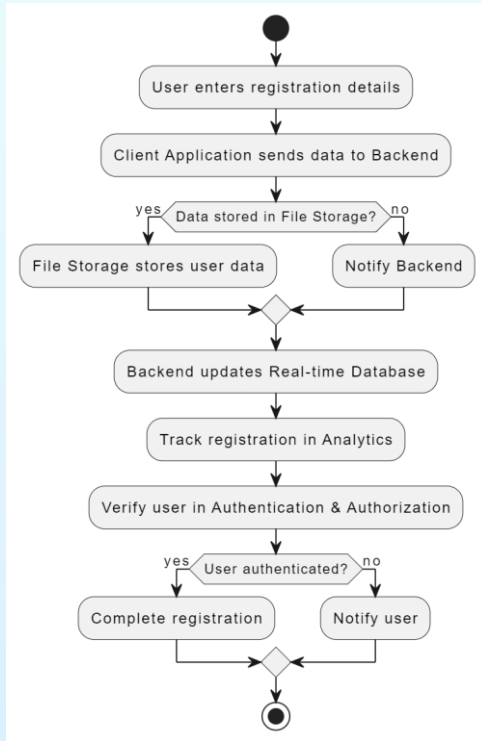 User enters registration details
Client Application sends data to Backend
yes
Data stored in File Storage?
no
File Storage stores user data
Notify Backend
Backend updates Real-time Database
Track registration in Analytics
Verify user in Authentication & Authorization
yes
User authenticated?
no
Complete registration
Notify user